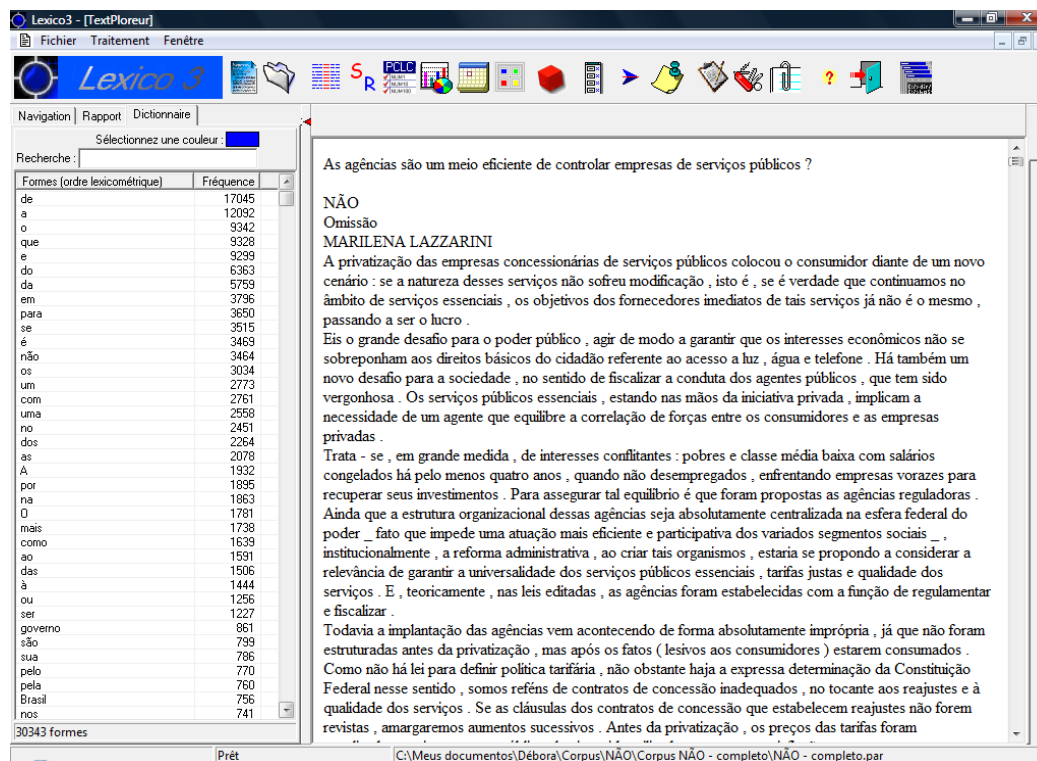 Lexico3 - [TextPloreur]
Fichier Traitement Fenêtre
Lexico 3
S R
PCLC
Navigation Rapport Dictionnaire
Sélectionnez une couleur :
Recherche :
Formes (ordre lexicométrique) Fréquence
de 17045
a 12092
o 9342
que 9328
e 9299
do 6363
da 5759
em 3796
para 3650
se 3515
é 3469
não 3464
os 3034
um 2773
com 2761
uma 2558
no 2451
dos 2264
as 2078
A 1932
por 1895
na 1863
O 1781
mais 1738
como 1639
ao 1591
das 1506
à 1444
ou 1256
ser 1227
governo 861
são 799
sua 786
pelo 770
pela 760
Brasil 756
nos 741
30343 formes
As agências são um meio eficiente de controlar empresas de serviços públicos ?
NÃO
Omissão
MARILENA LAZZARINI
A privatização das empresas concessionárias de serviços públicos colocou o consumidor diante de um novo
cenário : se a natureza desses serviços não sofreu modificação , isto é , se é verdade que continuamos no
âmbito de serviços essenciais , os objetivos dos fornecedores imediatos de tais serviços já não é o mesmo ,
passando a ser o lucro .
Eis o grande desafio para o poder público , agir de modo a garantir que os interesses econômicos não se
sobreponham aos direitos básicos do cidadão referente ao acesso a luz , água e telefone . Há também um
novo desafio para a sociedade , no sentido de fiscalizar a conduta dos agentes públicos , que tem sido
vergonhosa . Os serviços públicos essenciais , estando nas mãos da iniciativa privada , implicam a
necessidade de um agente que equilibre a correlação de forças entre os consumidores e as empresas
privadas .
Trata - se , em grande medida , de interesses conflitantes : pobres e classe média baixa com salários
congelados há pelo menos quatro anos , quando não desempregados , enfrentando empresas vorazes para
recuperar seus investimentos . Para assegurar tal equilíbrio é que foram propostas as agências reguladoras .
Ainda que a estrutura organizacional dessas agências seja absolutamente centralizada na esfera federal do
poder _ fato que impede uma atuação mais eficiente e participativa dos variados segmentos sociais _ ,
institucionalmente , a reforma administrativa , ao criar tais organismos , estaria se propondo a considerar a
relevância de garantir a universalidade dos serviços públicos essenciais , tarifas justas e qualidade dos
serviços . E , teoricamente , nas leis editadas , as agências foram estabelecidas com a função de regulamentar
e fiscalizar .
Todavia a implantação das agências vem acontecendo de forma absolutamente imprópria , já que não foram
estruturadas antes da privatização , mas após os fatos ( lesivos aos consumidores ) estarem consumados .
Como não há lei para definir política tarifária , não obstante haja a expressa determinação da Constituição
Federal nesse sentido , somos reféns de contratos de concessão inadequados , no tocante aos reajustes e à
qualidade dos serviços . Se as cláusulas dos contratos de concessão que estabelecem reajustes não forem
revistas , amargaremos aumentos sucessivos . Antes da privatização , os preços das tarifas foram
Prêt C:\Meus documentos\Débora\Corpus\NÃO\Corpus NÃO - completo\NÃO - completo.par